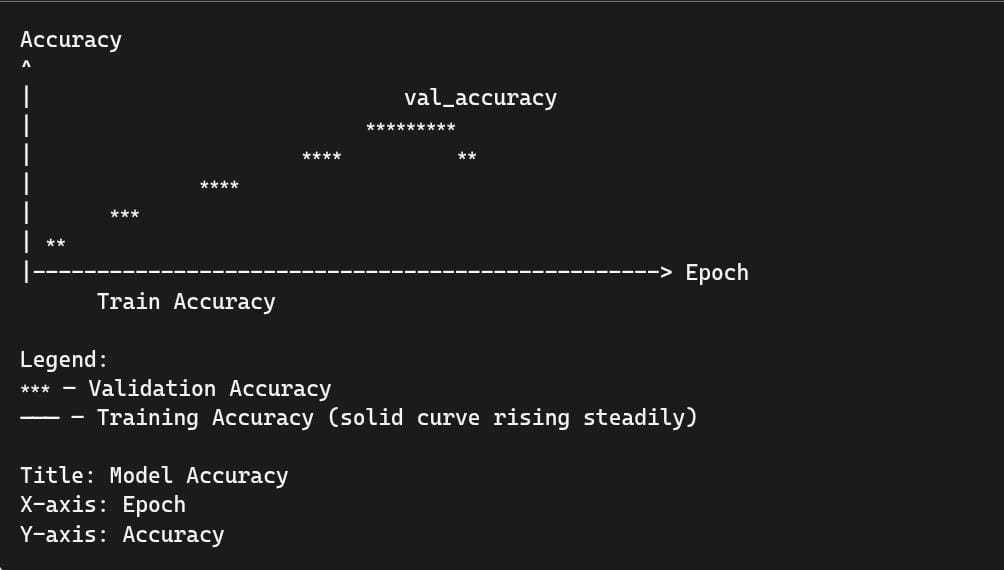 Accuracy
^
|                             val_accuracy
|                          *********
|                     ****         **
|             ****
|      ***
| **
|-------------------------------------------------> Epoch
      Train Accuracy

Legend:
*** - Validation Accuracy
——— - Training Accuracy (solid curve rising steadily)

Title: Model Accuracy
X-axis: Epoch
Y-axis: Accuracy